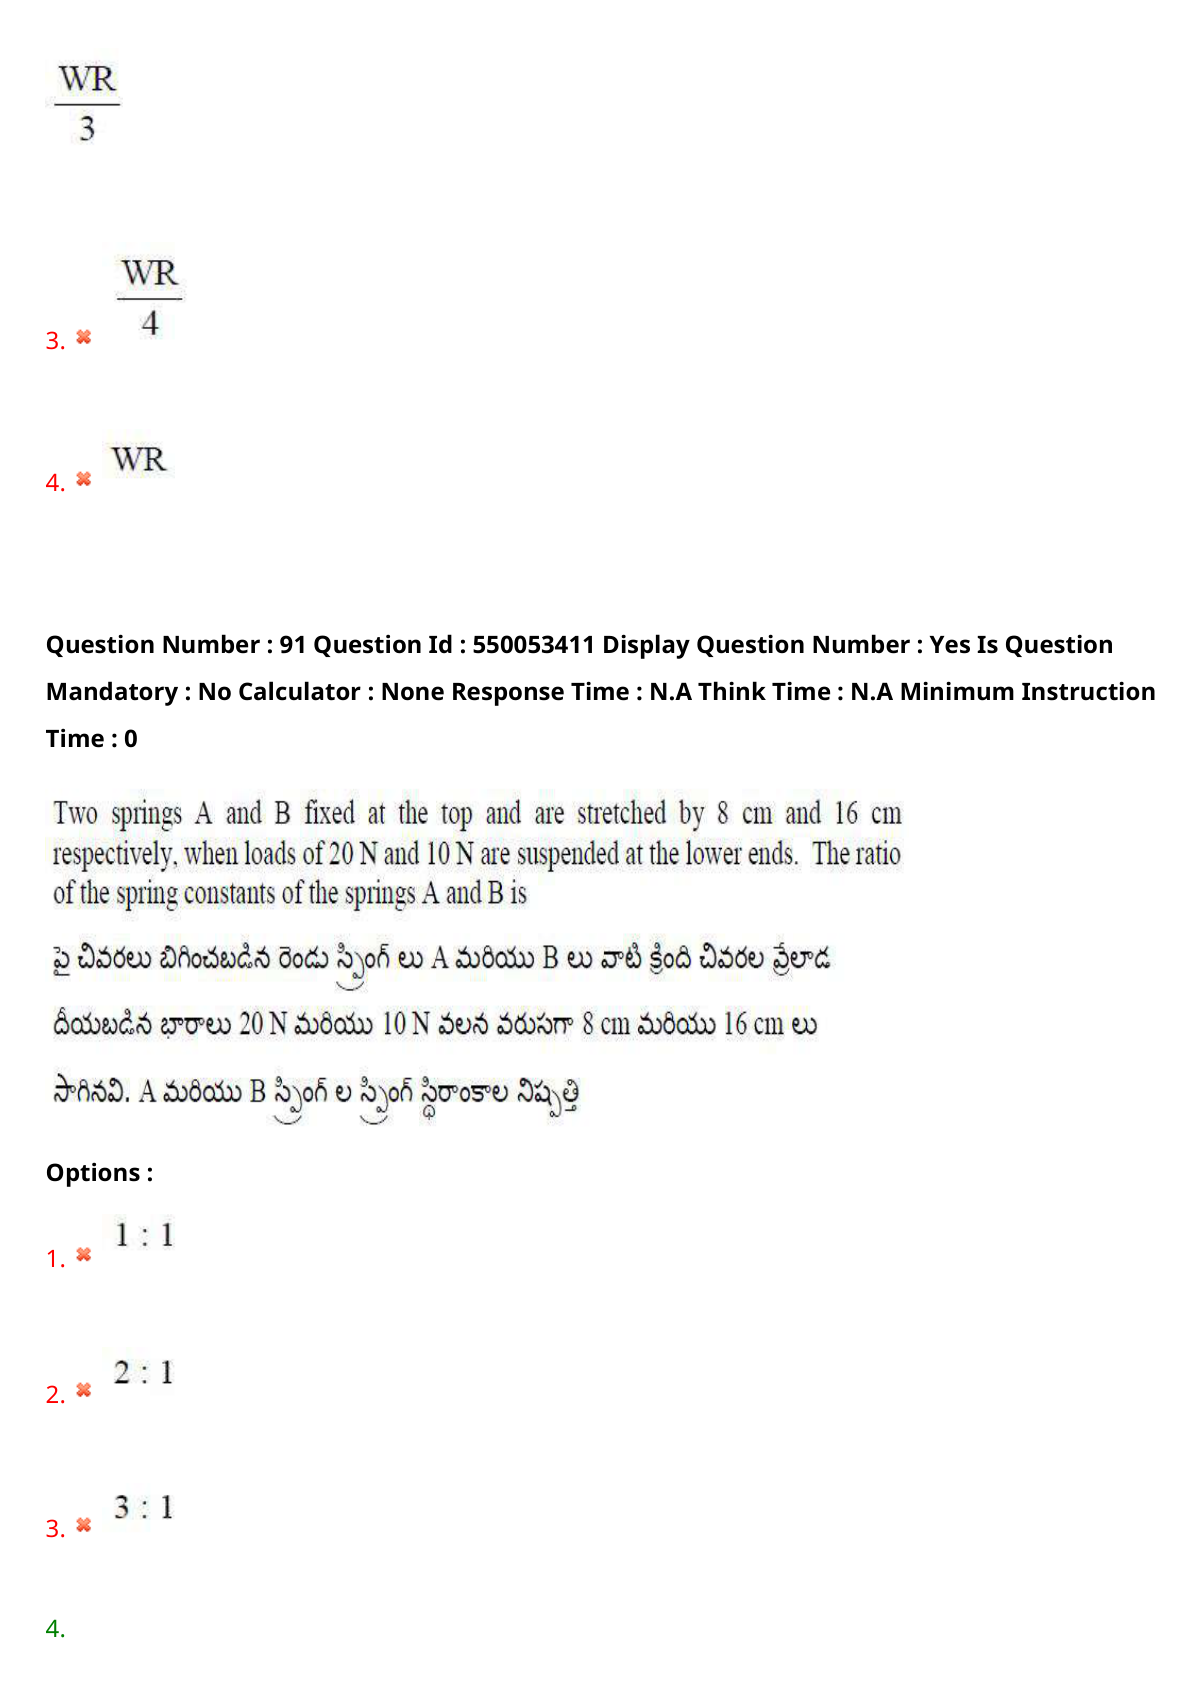 WR
3
WR
4
3.
WR
4.
Question Number : 91 Question Id : 550053411 Display Question Number : Yes Is Question
Mandatory : No Calculator : None Response Time : N.A Think Time : N.A Minimum Instruction
Time : 0
Two springs A and B fixed at the top and are stretched by 8 cm and 16 cm
respectively, when loads of 20 N and 10 N are suspended at the lower ends. The ratio
of the spring constants of the springs A and B is
పై చివరలు బిగించబడిన రెండు స్ప్రింగ్ లు A మరియు B లు వాటి క్రింది చివరల వ్రేలాడ
దీయబడిన భారాలు 20 N మరియు 10 N వలన వరుసగా 8 cm మరియు 16 cm లు
సాగినవి. A మరియు B స్ప్రింగ్ ల స్ప్రింగ్ స్థిరాంకాల నిష్పత్తి
Options :
1. 1 : 1
2. 2 : 1
3. 3 : 1
4.